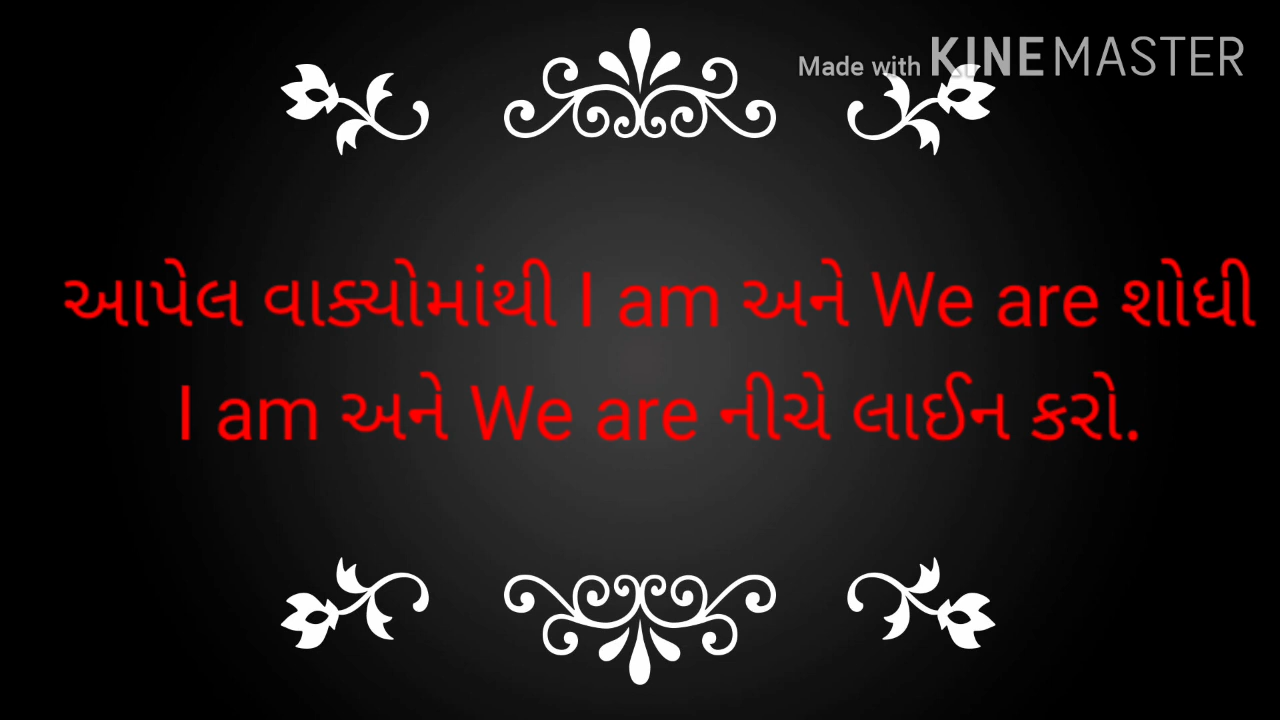 Made with KINEMASTER
આપેલ વાક્યોમાંથી I am અને We are શોધી
I am અને We are નીચે લાઈન કરો.